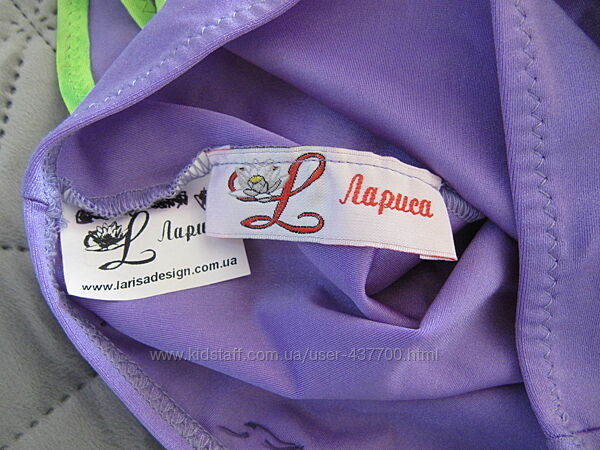 L Лариса
L Лари
www.larisadesign.com.ua
www.kidstaff.com.ua/user-437700.html